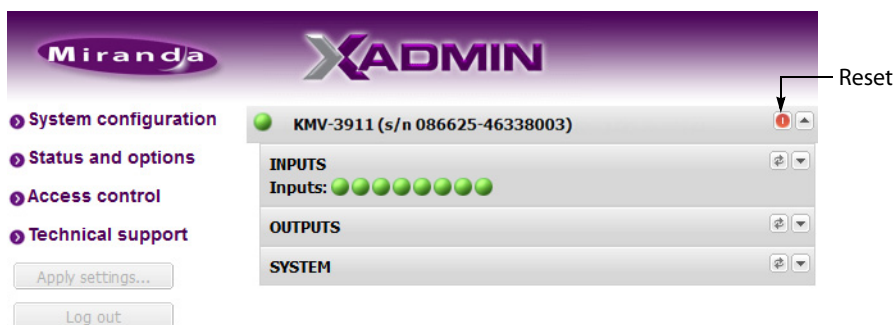 Miranda
XADMIN
Reset
System configuration
Status and options
Access control
Technical support
Apply settings...
Log out
KMV-3911 (s/n 086625-46338003)
INPUTS
Inputs:
OUTPUTS
SYSTEM